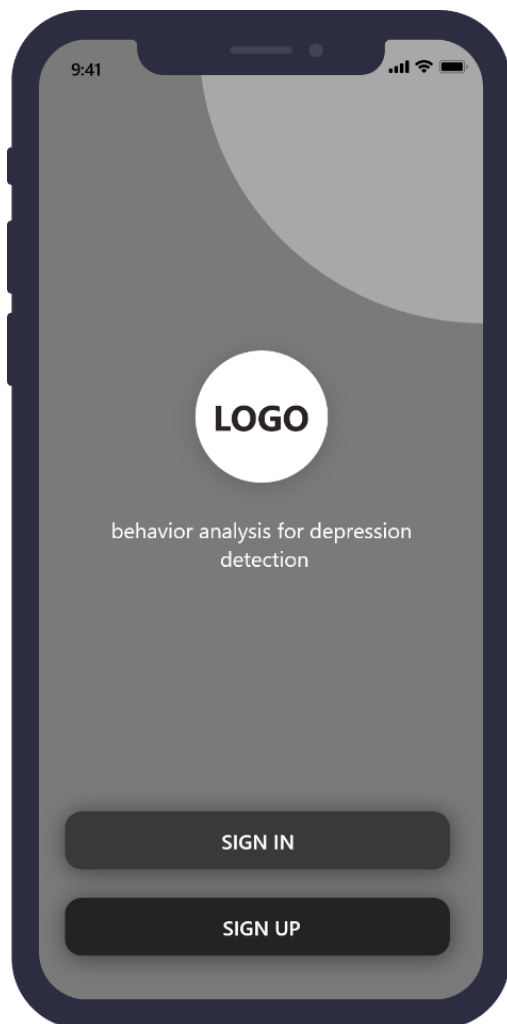 9:41
LOGO
behavior analysis for depression
detection
SIGN IN
SIGN UP